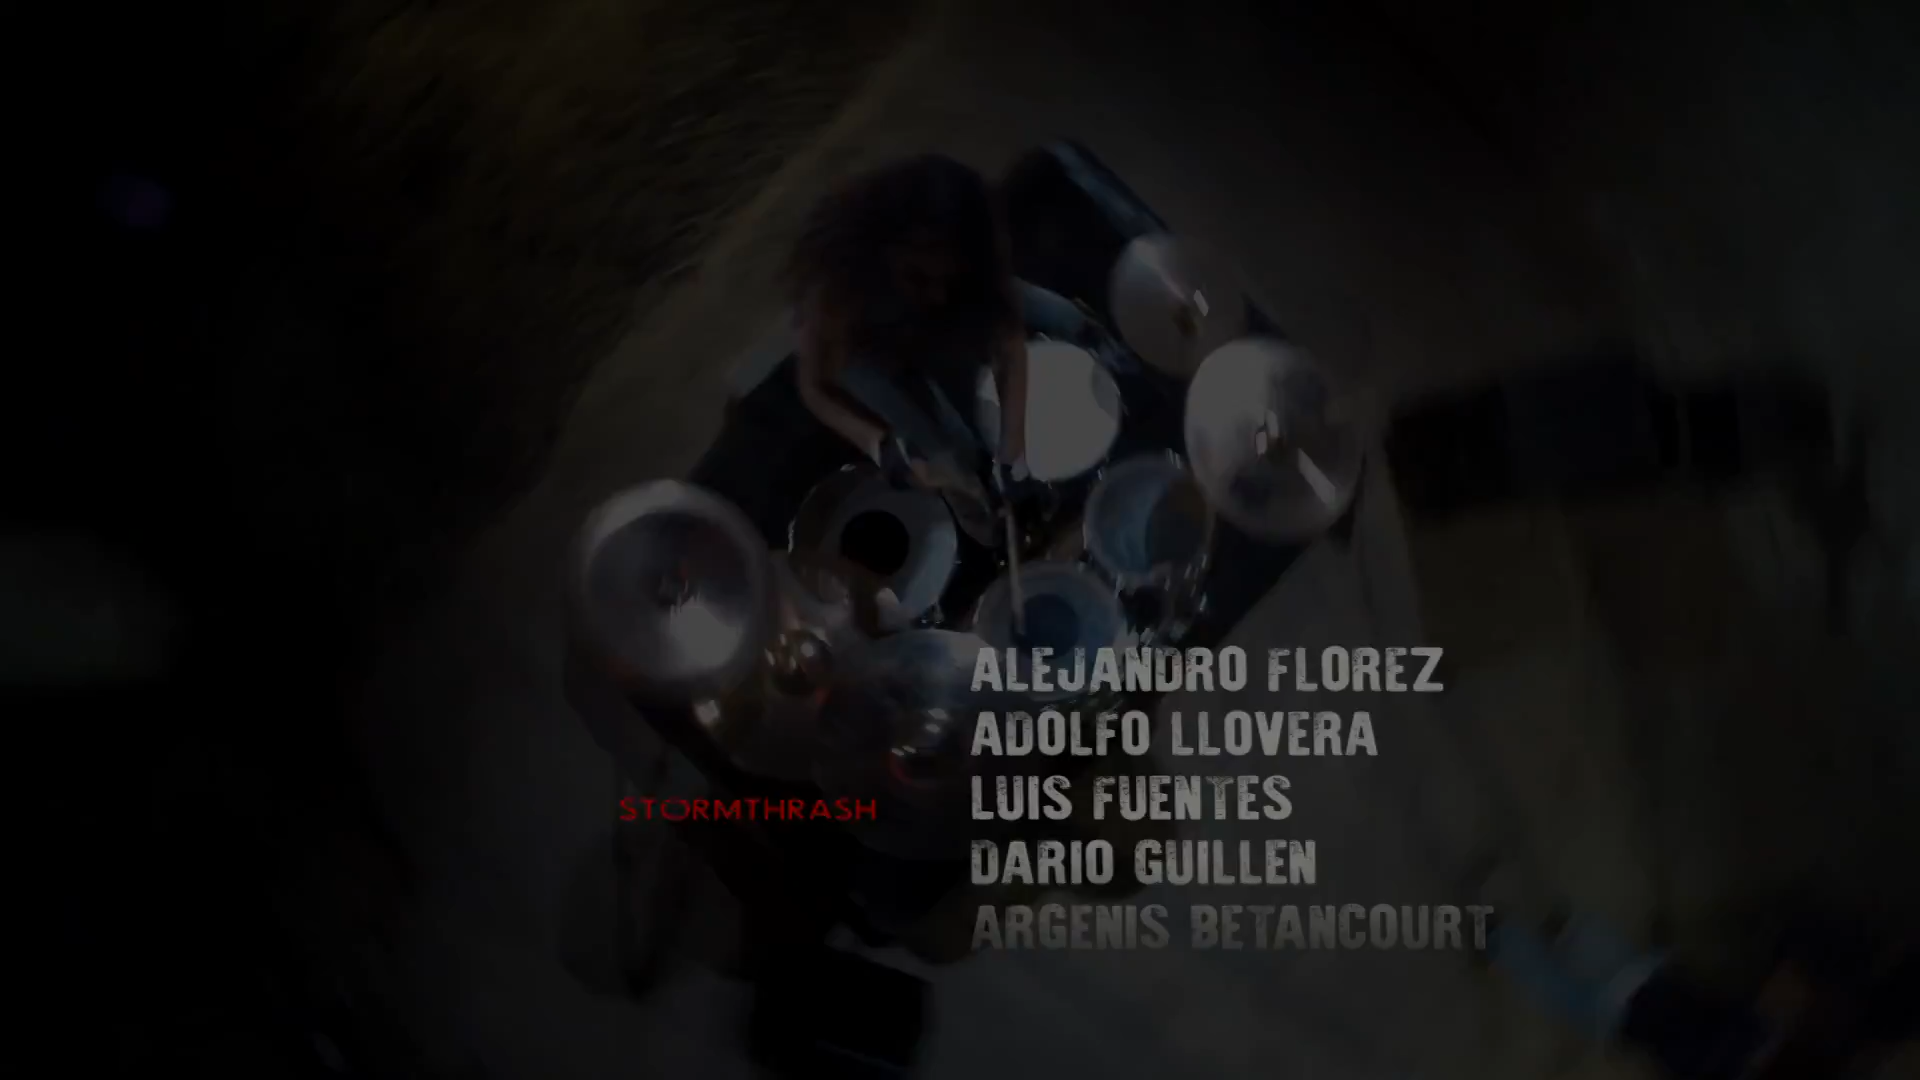 STORMTHRASH
ALEJANDRO FLOREZ
ADOLFO LLOVERA
LUIS FUENTES
DARIO GUILLEN
ARGENIS BETANCOURT